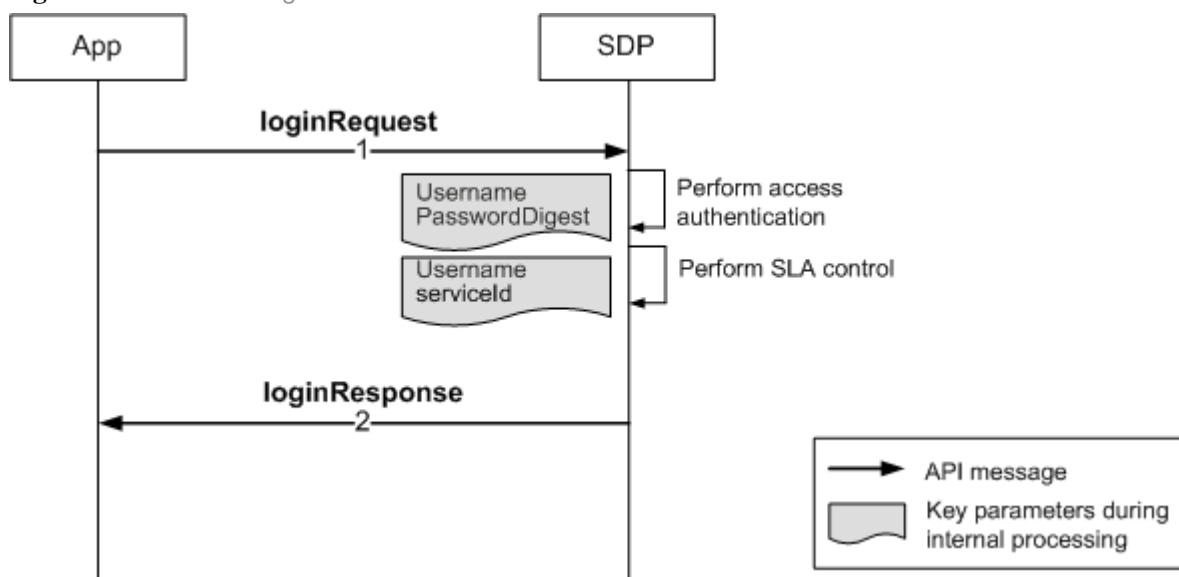 App
SDP
loginRequest
1
Username
PasswordDigest
Perform access
authentication
Username
serviceId
Perform SLA control
loginResponse
2
API message
Key parameters during
internal processing